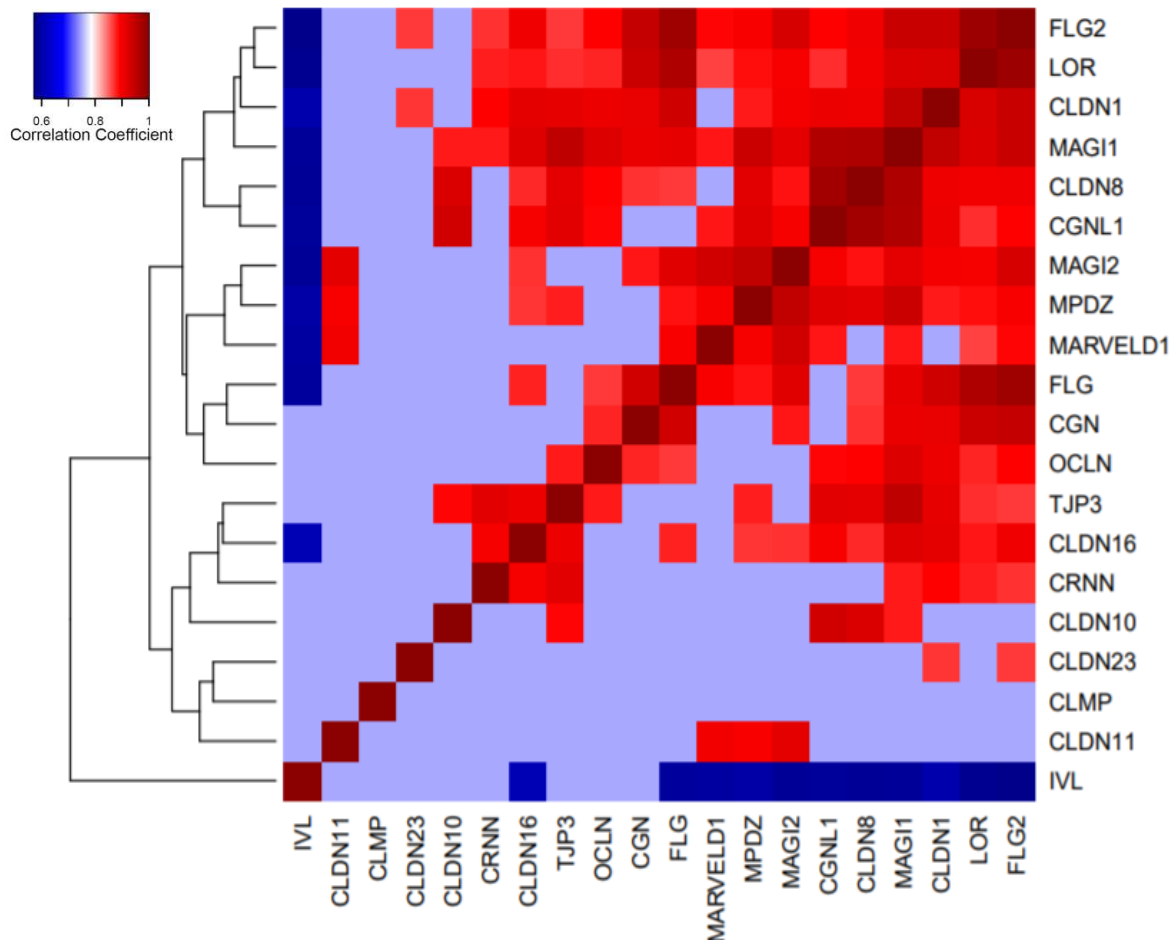 0.6 0.8 1
Correlation Coefficient
FLG2
LOR
CLDN1
MAGI1
CLDN8
CGNL1
MAGI2
MPDZ
MARVELD1
FLG
CGN
OCLN
TJP3
CLDN16
CRNN
CLDN10
CLDN23
CLMP
CLDN11
IVL
IVL
CLDN11
CLMP
CLDN23
CLDN10
CRNN
CLDN16
TJP3
OCLN
CGN
FLG
MARVELD1
MPDZ
MAGI2
CGNL1
CLDN8
MAGI1
CLDN1
LOR
FLG2